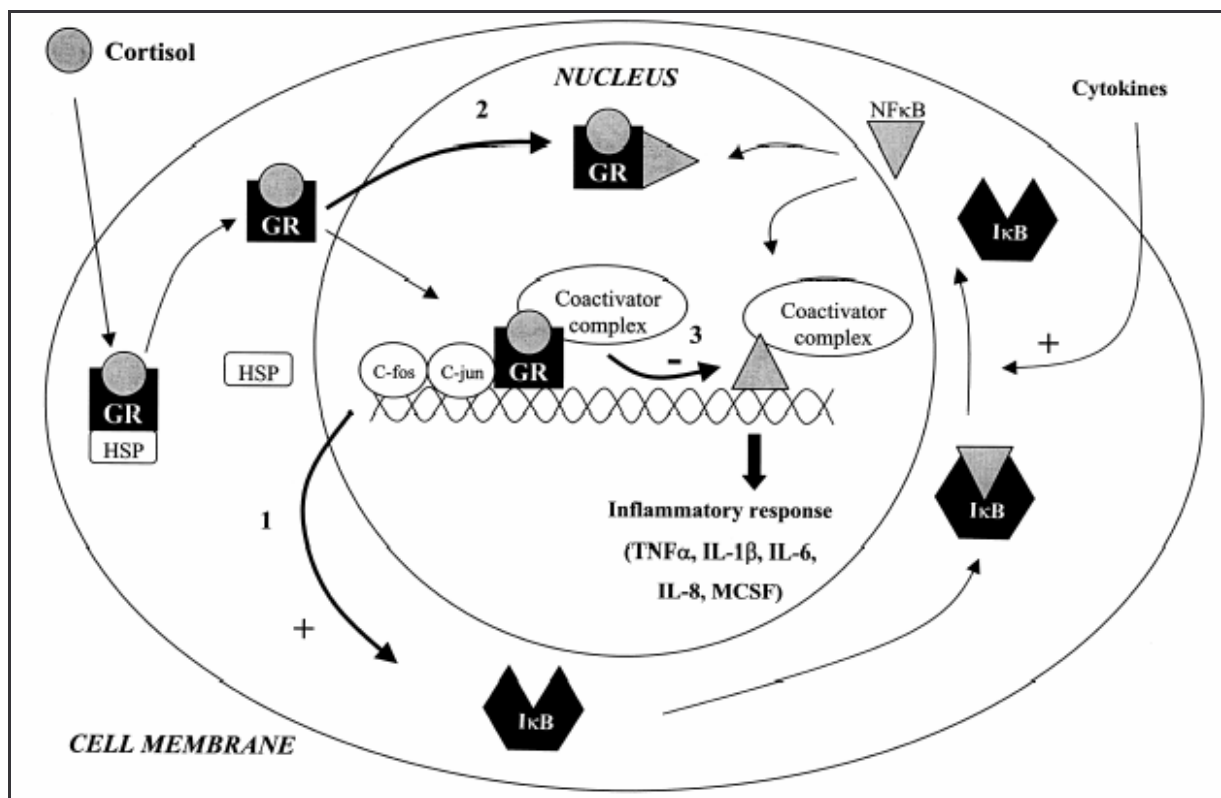 Cortisol
NUCLEUS
Cytokines
NFκB
2
GR
GR
IκB
Coactivator
complex
Coactivator
complex
3
-
+
C-fos
C-jun
GR
HSP
GR
HSP
IκB
1
Inflammatory response
(TNFα, IL-1β, IL-6,
IL-8, MCSF)
+
IκB
CELL MEMBRANE